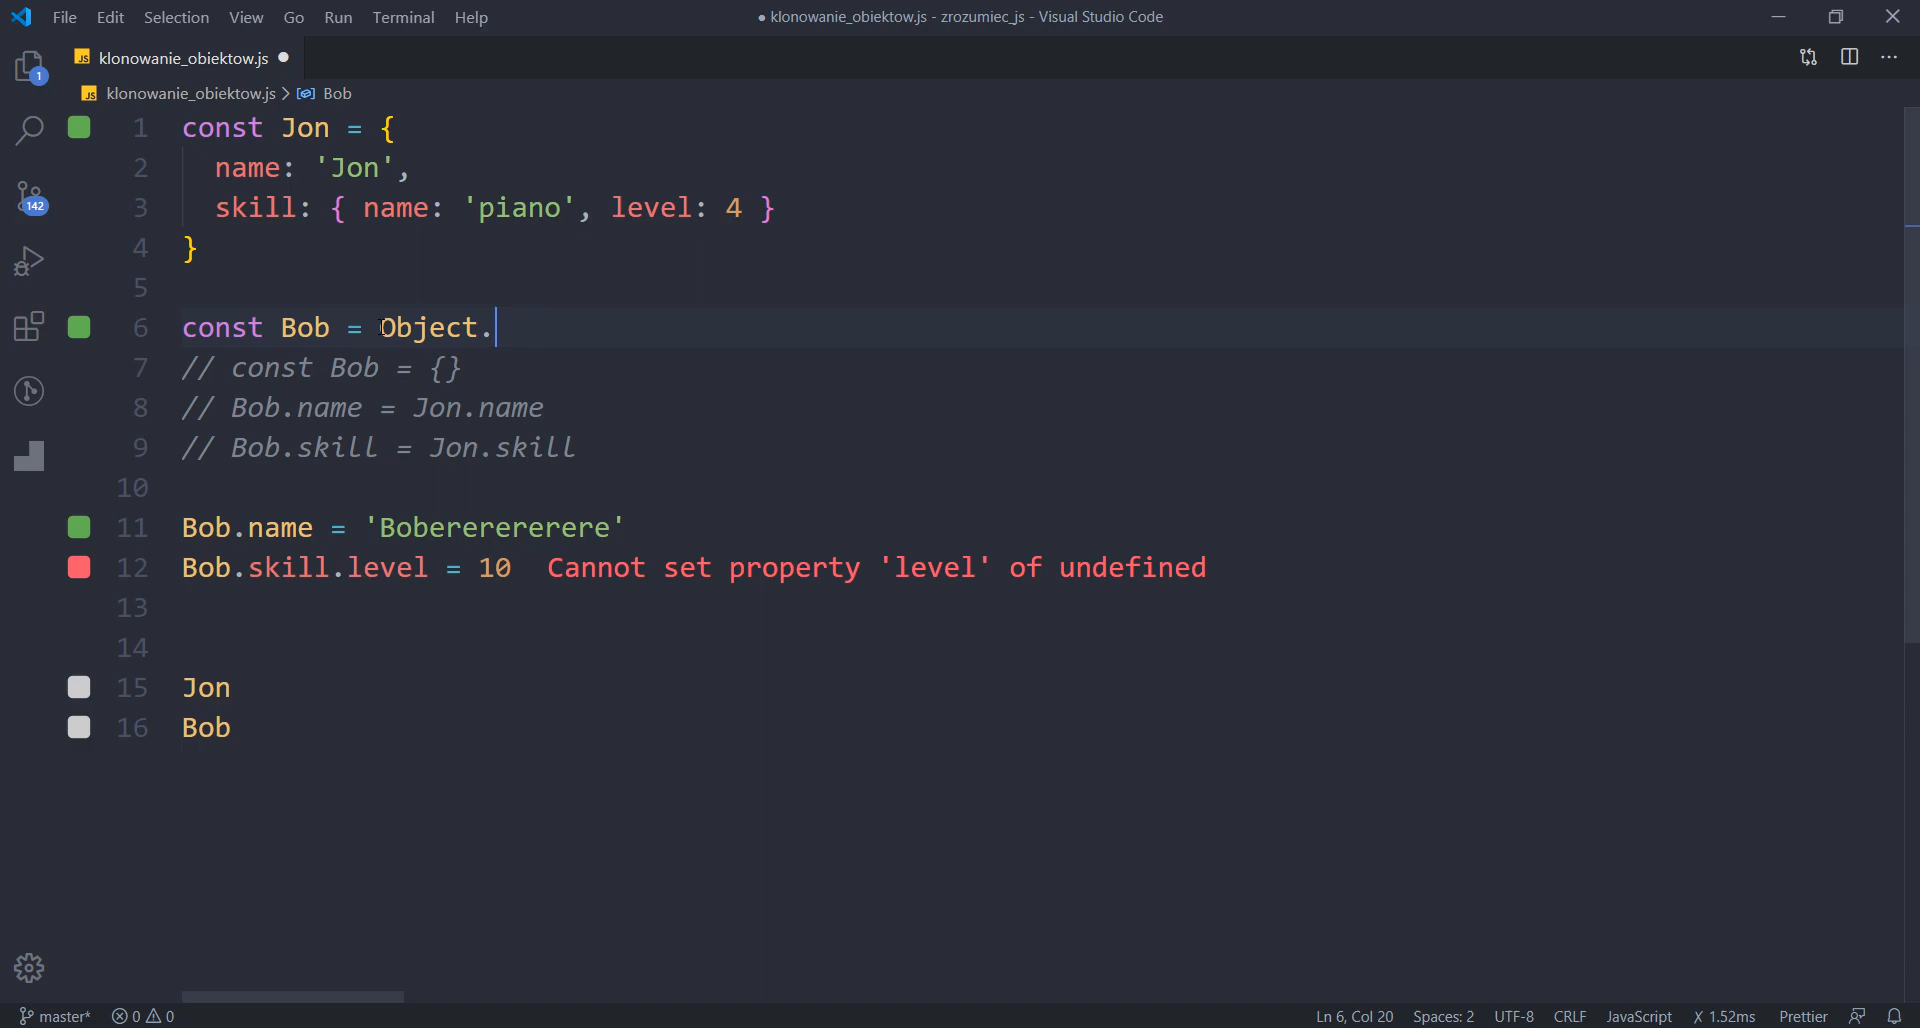 File Edit Selection View Go Run Terminal Help ● klonowanie_obiektow.js - zrozumiec_js - Visual Studio Code
JS klonowanie_obiektow.js ●
JS klonowanie_obiektow.js > Bob
1 const Jon = {
2 name: 'Jon',
3 skill: { name: 'piano', level: 4 }
4 }
5
6 const Bob = Object.
7 // const Bob = {}
8 // Bob.name = Jon.name
9 // Bob.skill = Jon.skill
10
11 Bob.name = 'Boberererererere'
12 Bob.skill.level = 10 Cannot set property 'level' of undefined
13
14
15 Jon
16 Bob
1
142
master* 0 0 Ln 6, Col 20 Spaces: 2 UTF-8 CRLF JavaScript X 1.52ms Prettier